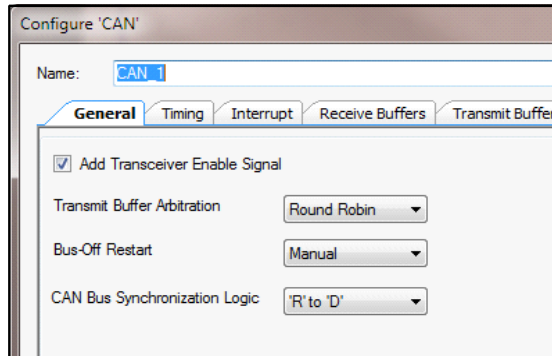 Configure 'CAN'
Name: CAN_1
General Timing Interrupt Receive Buffers Transmit Buffer
Add Transceiver Enable Signal
Transmit Buffer Arbitration Round Robin
Bus-Off Restart Manual
CAN Bus Synchronization Logic 'R' to 'D'